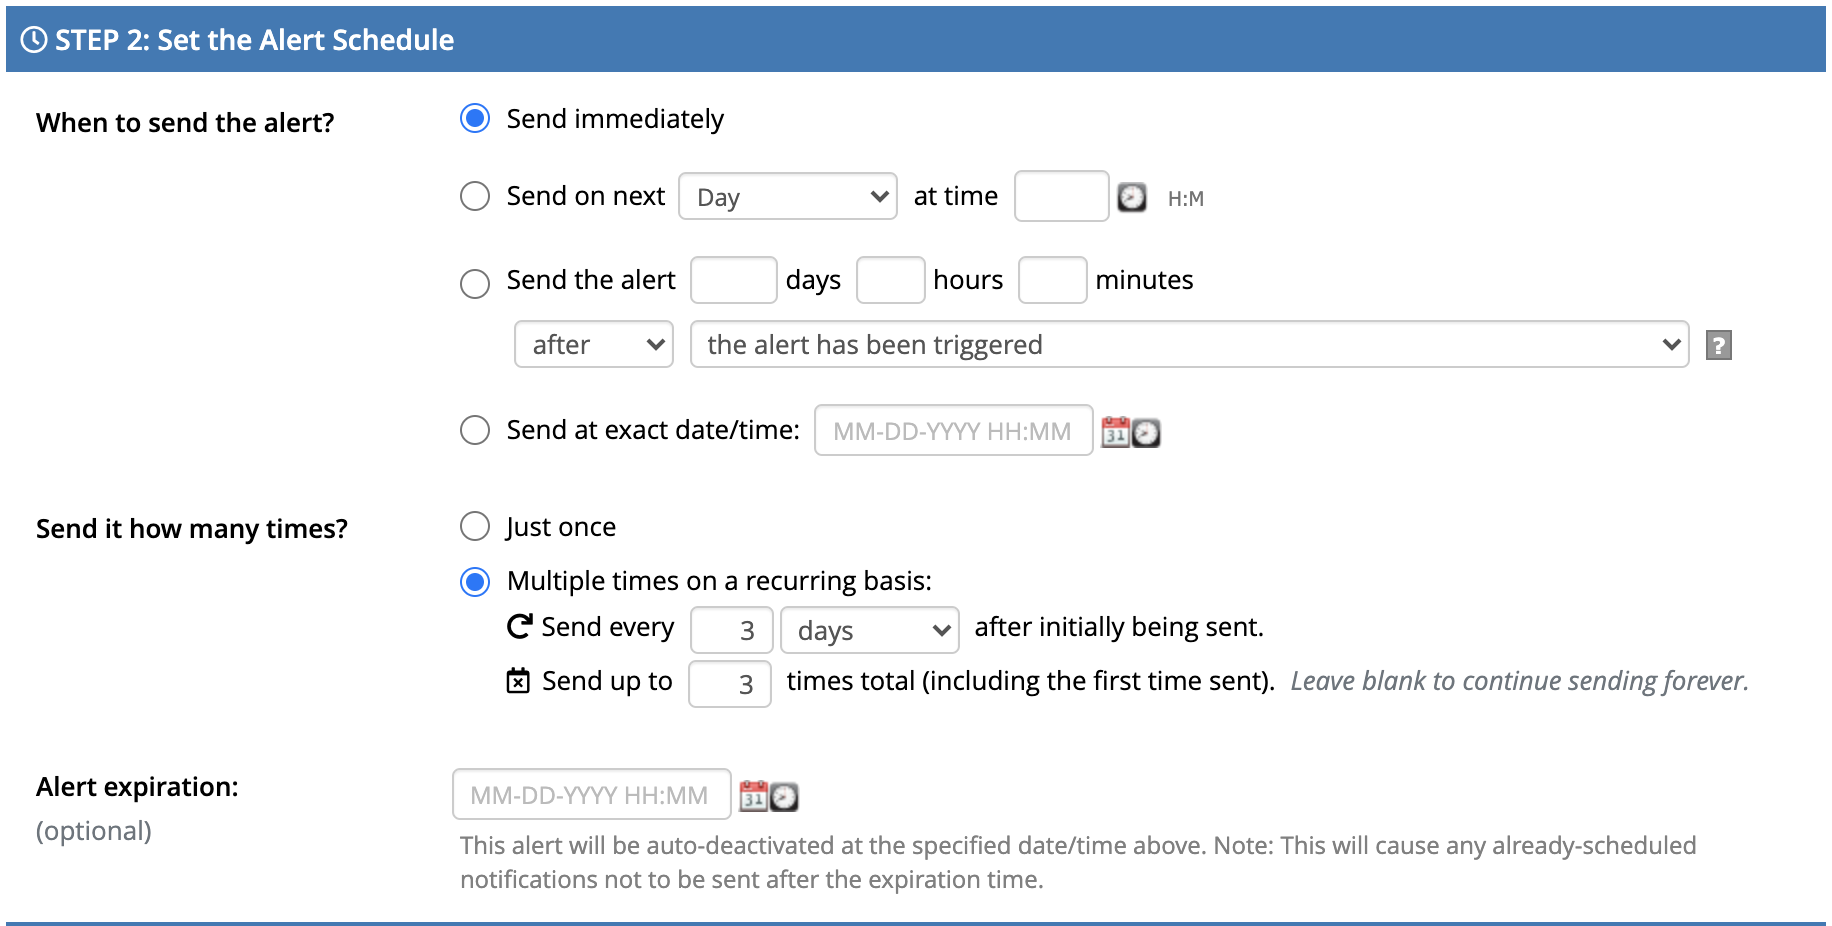 STEP 2: Set the Alert Schedule
When to send the alert?
Send immediately
Send on next Day at time H:M
Send the alert days hours minutes
after the alert has been triggered ?
Send at exact date/time: MM-DD-YYYY HH:MM 31
Send it how many times?
Just once
Multiple times on a recurring basis:
Send every 3 days after initially being sent.
Send up to 3 times total (including the first time sent). Leave blank to continue sending forever.
Alert expiration: MM-DD-YYYY HH:MM 31
(optional)
This alert will be auto-deactivated at the specified date/time above. Note: This will cause any already-scheduled
notifications not to be sent after the expiration time.